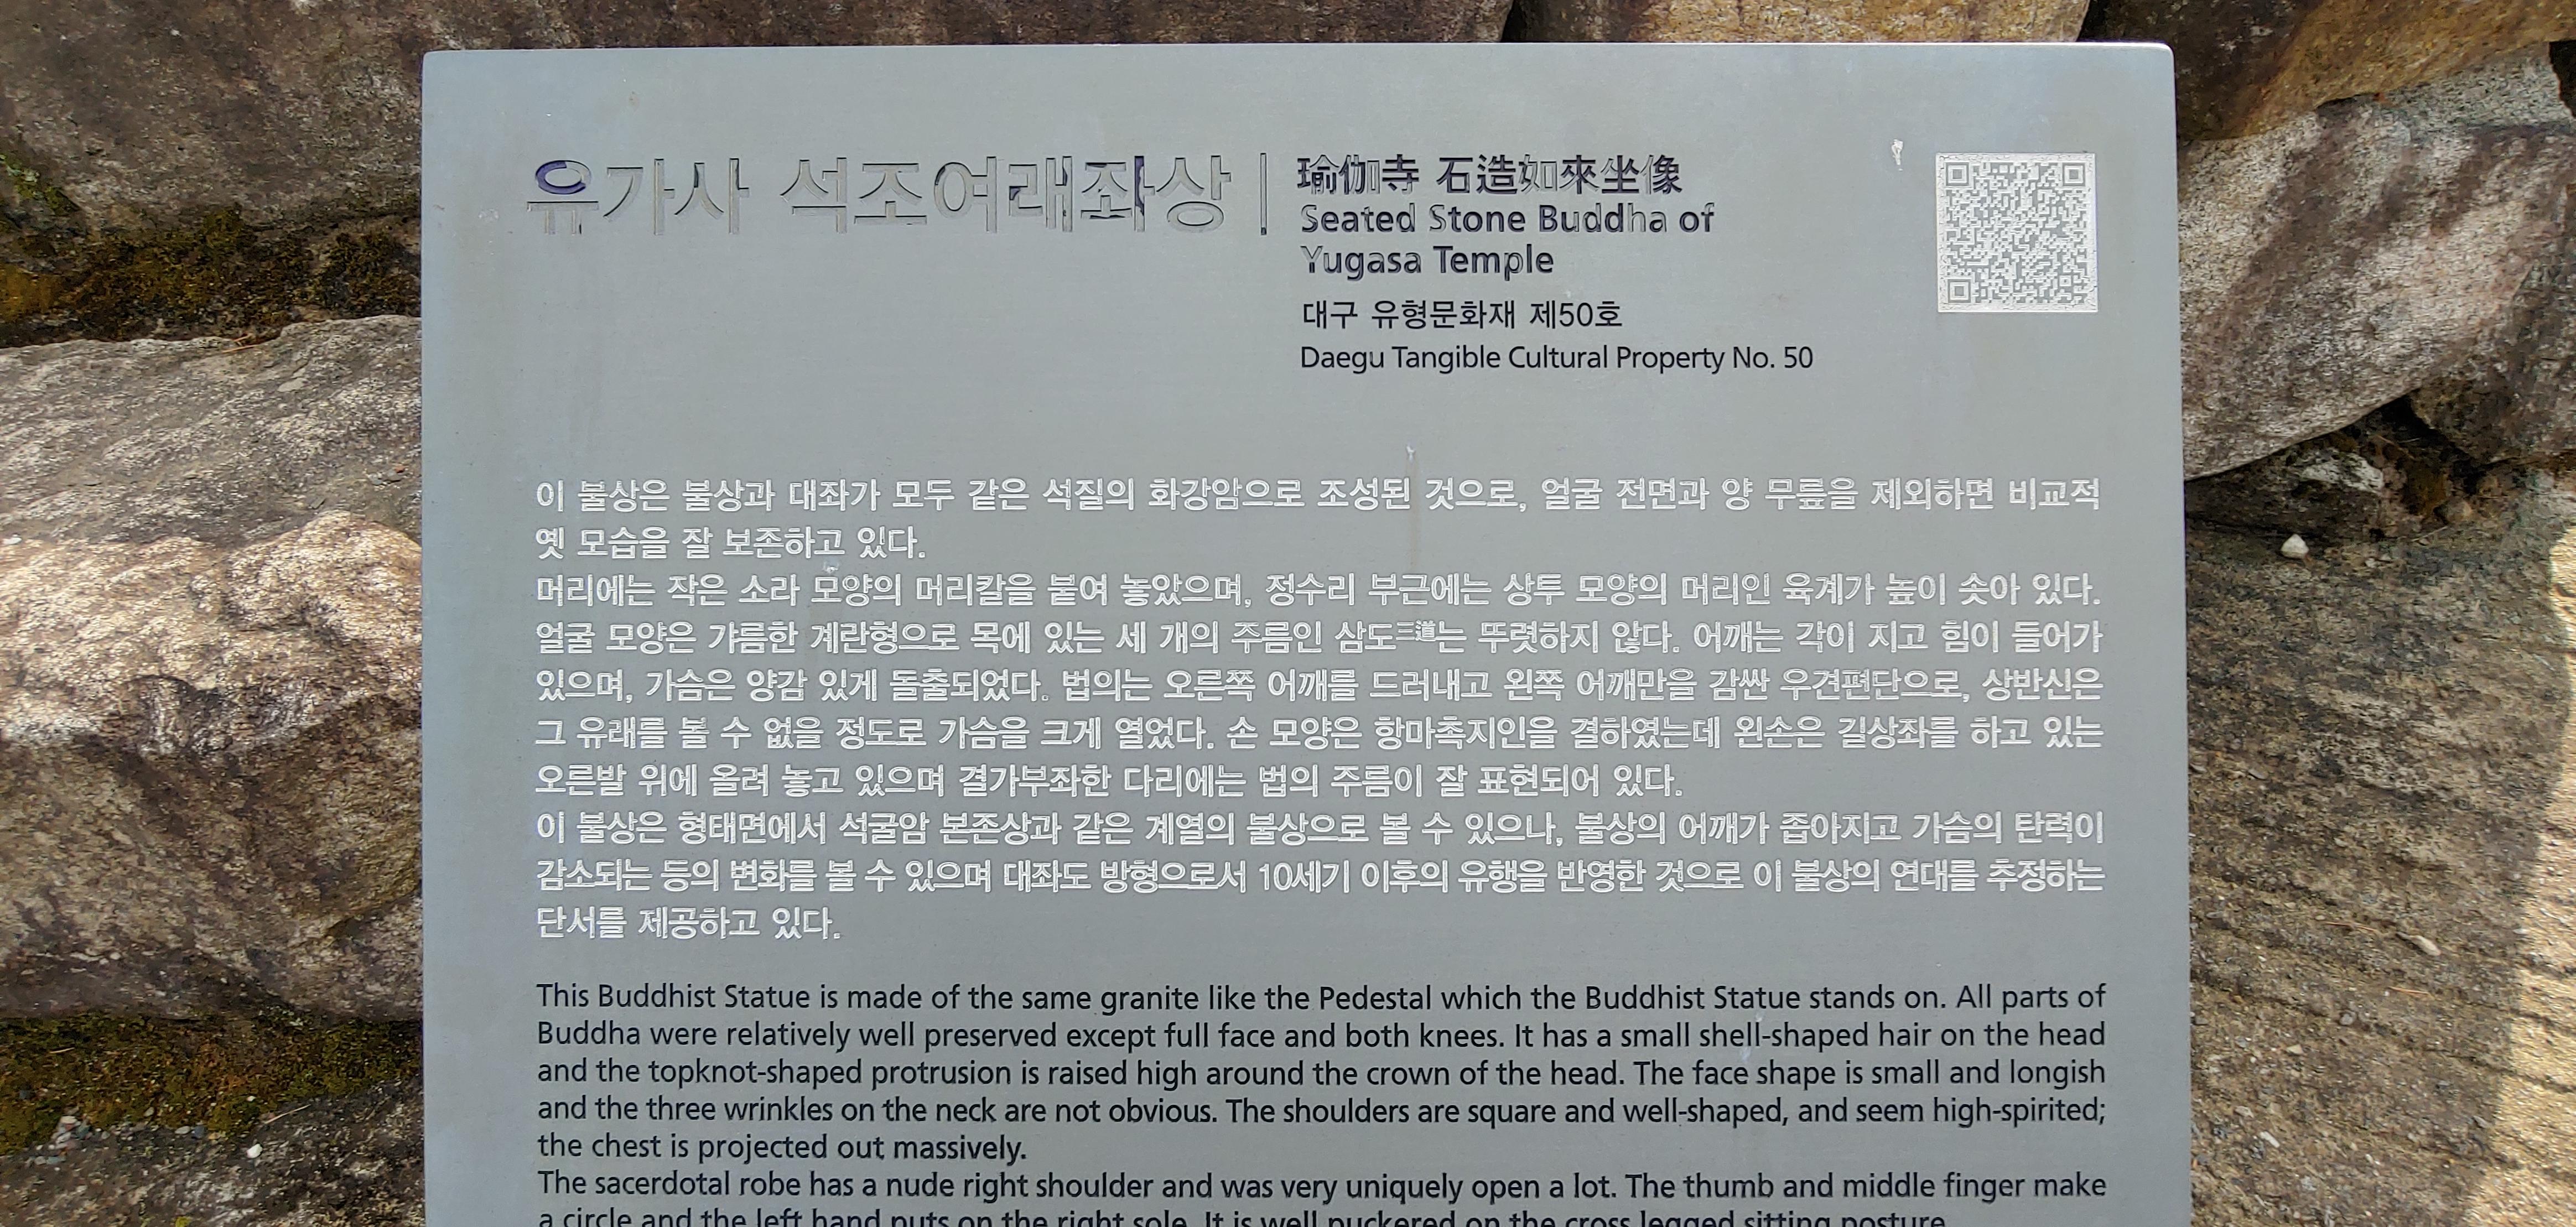 유가사 석조여래좌상
瑜伽寺 石造如來坐像
Seated Stone Buddha of
Yugasa Temple
대구 유형문화재 제50호
Daegu Tangible Cultural Property No. 50
이 불상은 불상과 대좌가 모두 같은 석질의 화강암으로 조성된 것으로, 얼굴 전면과 양 무릎을 제외하면 비교적
옛 모습을 잘 보존하고 있다.
머리에는 작은 소라 모양의 머리칼을 붙여 놓았으며, 정수리 부근에는 상투 모양의 머리인 육계가 높이 솟아 있다.
얼굴 모양은 갸름한 계란형으로 목에 있는 세 개의 주름인 삼도三道는 뚜렷하지 않다. 어깨는 각이 지고 힘이 들어가
있으며, 가슴은 양감 있게 돌출되었다. 법의는 오른쪽 어깨를 드러내고 왼쪽 어깨만을 감싼 우견편단으로, 상반신은
그 유래를 볼 수 없을 정도로 가슴을 크게 열었다. 손 모양은 항마촉지인을 결하였는데 왼손은 길상좌를 하고 있는
오른발 위에 올려 놓고 있으며 결가부좌한 다리에는 법의 주름이 잘 표현되어 있다.
이 불상은 형태면에서 석굴암 본존상과 같은 계열의 불상으로 볼 수 있으나, 불상의 어깨가 좁아지고 가슴의 탄력이
감소되는 등의 변화를 볼 수 있으며 대좌도 방형으로서 10세기 이후의 유행을 반영한 것으로 이 불상의 연대를 추정하는
단서를 제공하고 있다.
This Buddhist Statue is made of the same granite like the Pedestal which the Buddhist Statue stands on. All parts of
Buddha were relatively well preserved except full face and both knees. It has a small shell-shaped hair on the head
and the topknot-shaped protrusion is raised high around the crown of the head. The face shape is small and longish
and the three wrinkles on the neck are not obvious. The shoulders are square and well-shaped, and seem high-spirited;
the chest is projected out massively.
The sacerdotal robe has a nude right shoulder and was very uniquely open a lot. The thumb and middle finger make
a circle and the left hand puts on the right sole. It is well puckered on the cross legged sitting posture.